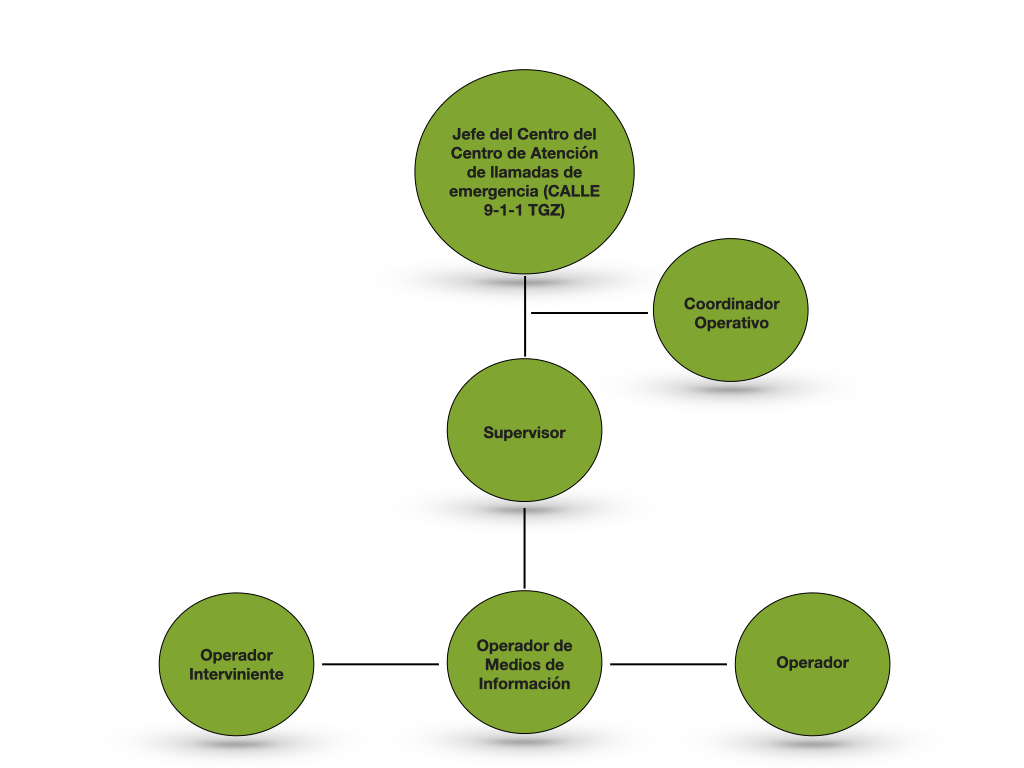 Jefe del Centro del
Centro de Atención
de llamadas de
emergencia (CALLE
9-1-1 TGZ)
Coordinador
Operativo
Supervisor
Operador
Interviniente
Operador de
Medios de
Información
Operador